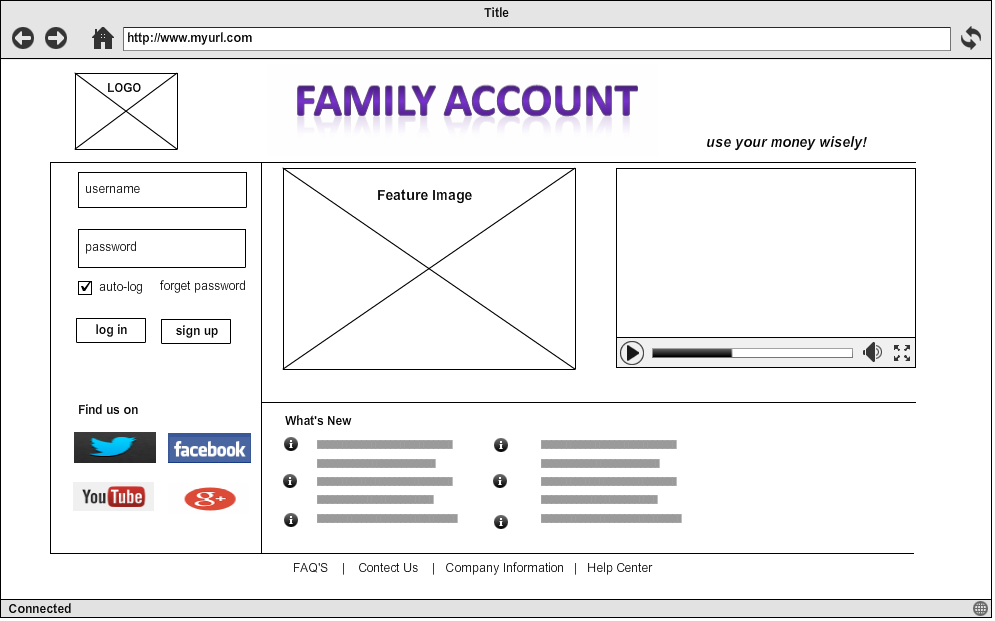 Title
http://www.myurl.com
LOGO
FAMILY ACCOUNT
use your money wisely!
username
password
auto-log
forget password
log in
sign up
Find us on
facebook
YouTube
g+
Feature Image
What's New
FAQ'S | Contect Us | Company Information | Help Center
Connected